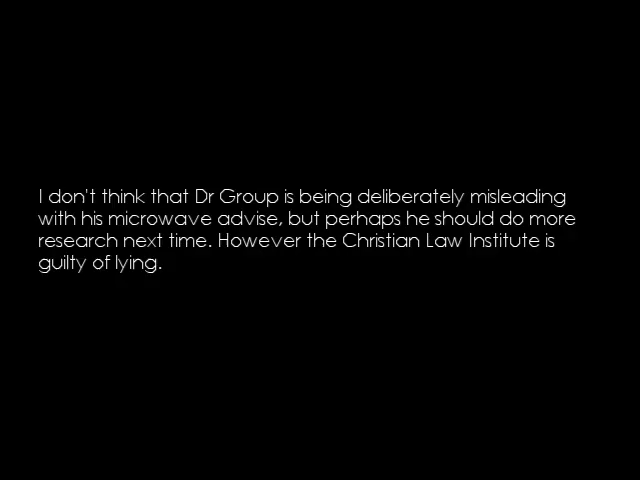 I don't think that Dr Group is being deliberately misleading
with his microwave advise, but perhaps he should do more
research next time. However the Christian Law Institute is
guilty of lying.